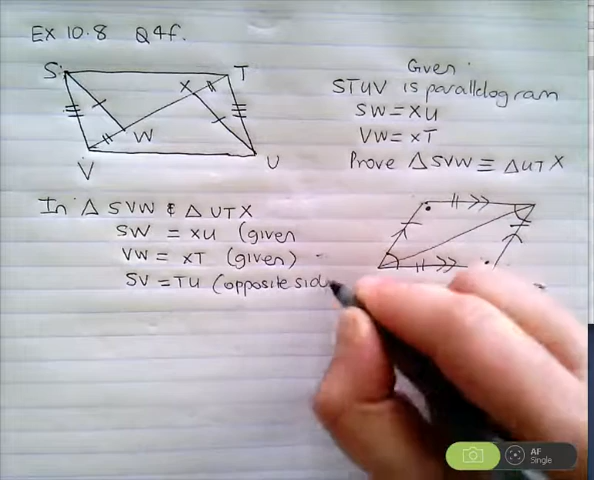 Ex 10.8 Q4f.
S T
X
W
V U
Given
STUV is parallelogram
SW = XU
VW = XT
Prove Δ SVW ≡ Δ UTX
In Δ SVW & Δ UTX
SW = XU (given
VW = XT (given)
SV = TU (opposite sid
AF
Single